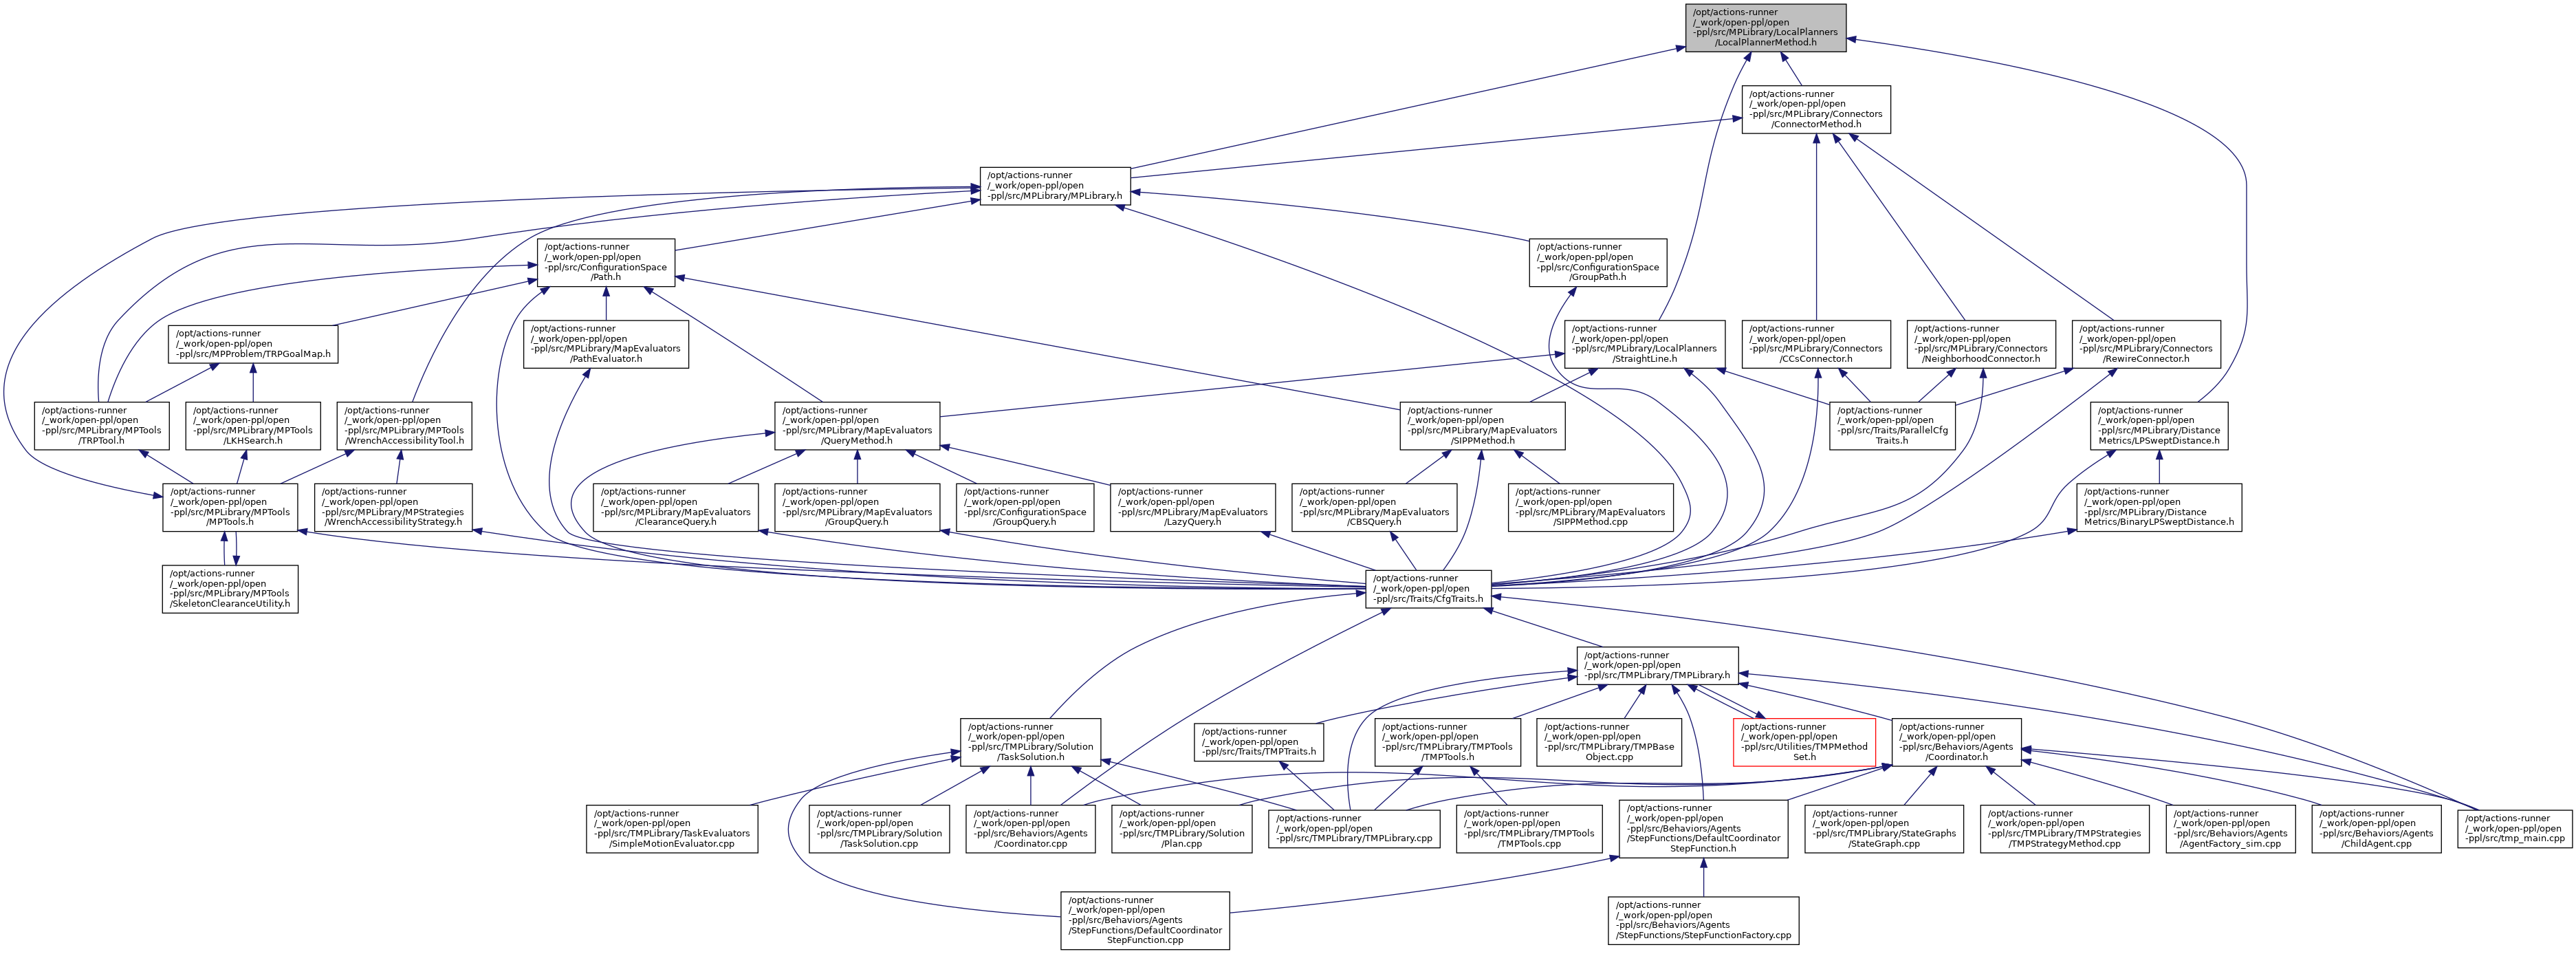 /opt/actions-runner
/_work/open-ppl/open
-ppl/src/MPLibrary/LocalPlanners
/LocalPlannerMethod.h
/opt/actions-runner
/_work/open-ppl/open
-ppl/src/MPLibrary/Connectors
/ConnectorMethod.h
/opt/actions-runner
/_work/open-ppl/open
-ppl/src/MPLibrary/MPLibrary.h
/opt/actions-runner
/_work/open-ppl/open
-ppl/src/ConfigurationSpace
/Path.h
/opt/actions-runner
/_work/open-ppl/open
-ppl/src/ConfigurationSpace
/GroupPath.h
/opt/actions-runner
/_work/open-ppl/open
-ppl/src/MPProblem/TRPGoalMap.h
/opt/actions-runner
/_work/open-ppl/open
-ppl/src/MPLibrary/MapEvaluators
/PathEvaluator.h
/opt/actions-runner
/_work/open-ppl/open
-ppl/src/MPLibrary/LocalPlanners
/StraightLine.h
/opt/actions-runner
/_work/open-ppl/open
-ppl/src/MPLibrary/Connectors
/CCsConnector.h
/opt/actions-runner
/_work/open-ppl/open
-ppl/src/MPLibrary/Connectors
/NeighborhoodConnector.h
/opt/actions-runner
/_work/open-ppl/open
-ppl/src/MPLibrary/Connectors
/RewireConnector.h
/opt/actions-runner
/_work/open-ppl/open
-ppl/src/MPLibrary/MPTools
/TRPTool.h
/opt/actions-runner
/_work/open-ppl/open
-ppl/src/MPLibrary/MPTools
/LKHSearch.h
/opt/actions-runner
/_work/open-ppl/open
-ppl/src/MPLibrary/MPTools
/WrenchAccessibilityTool.h
/opt/actions-runner
/_work/open-ppl/open
-ppl/src/MPLibrary/MapEvaluators
/QueryMethod.h
/opt/actions-runner
/_work/open-ppl/open
-ppl/src/MPLibrary/MapEvaluators
/SIPPMethod.h
/opt/actions-runner
/_work/open-ppl/open
-ppl/src/Traits/ParallelCfg
Traits.h
/opt/actions-runner
/_work/open-ppl/open
-ppl/src/MPLibrary/Distance
Metrics/LPSweptDistance.h
/opt/actions-runner
/_work/open-ppl/open
-ppl/src/MPLibrary/MPTools
/MPTools.h
/opt/actions-runner
/_work/open-ppl/open
-ppl/src/MPLibrary/MPStrategies
/WrenchAccessibilityStrategy.h
/opt/actions-runner
/_work/open-ppl/open
-ppl/src/MPLibrary/MapEvaluators
/ClearanceQuery.h
/opt/actions-runner
/_work/open-ppl/open
-ppl/src/MPLibrary/MapEvaluators
/GroupQuery.h
/opt/actions-runner
/_work/open-ppl/open
-ppl/src/ConfigurationSpace
/GroupQuery.h
/opt/actions-runner
/_work/open-ppl/open
-ppl/src/MPLibrary/MapEvaluators
/LazyQuery.h
/opt/actions-runner
/_work/open-ppl/open
-ppl/src/MPLibrary/MapEvaluators
/CBSQuery.h
/opt/actions-runner
/_work/open-ppl/open
-ppl/src/MPLibrary/MapEvaluators
/SIPPMethod.cpp
/opt/actions-runner
/_work/open-ppl/open
-ppl/src/MPLibrary/Distance
Metrics/BinaryLPSweptDistance.h
/opt/actions-runner
/_work/open-ppl/open
-ppl/src/MPLibrary/MPTools
/SkeletonClearanceUtility.h
/opt/actions-runner
/_work/open-ppl/open
-ppl/src/Traits/CfgTraits.h
/opt/actions-runner
/_work/open-ppl/open
-ppl/src/TMPLibrary/TMPLibrary.h
/opt/actions-runner
/_work/open-ppl/open
-ppl/src/TMPLibrary/Solution
/TaskSolution.h
/opt/actions-runner
/_work/open-ppl/open
-ppl/src/Traits/TMPTraits.h
/opt/actions-runner
/_work/open-ppl/open
-ppl/src/TMPLibrary/TMPTools
/TMPTools.h
/opt/actions-runner
/_work/open-ppl/open
-ppl/src/TMPLibrary/TMPBase
Object.cpp
/opt/actions-runner
/_work/open-ppl/open
-ppl/src/Utilities/TMPMethod
Set.h
/opt/actions-runner
/_work/open-ppl/open
-ppl/src/Behaviors/Agents
/Coordinator.h
/opt/actions-runner
/_work/open-ppl/open
-ppl/src/TMPLibrary/TaskEvaluators
/SimpleMotionEvaluator.cpp
/opt/actions-runner
/_work/open-ppl/open
-ppl/src/TMPLibrary/Solution
/TaskSolution.cpp
/opt/actions-runner
/_work/open-ppl/open
-ppl/src/Behaviors/Agents
/Coordinator.cpp
/opt/actions-runner
/_work/open-ppl/open
-ppl/src/TMPLibrary/Solution
/Plan.cpp
/opt/actions-runner
/_work/open-ppl/open
-ppl/src/TMPLibrary/TMPLibrary.cpp
/opt/actions-runner
/_work/open-ppl/open
-ppl/src/TMPLibrary/TMPTools
/TMPTools.cpp
/opt/actions-runner
/_work/open-ppl/open
-ppl/src/Behaviors/Agents
/StepFunctions/DefaultCoordinator
StepFunction.h
/opt/actions-runner
/_work/open-ppl/open
-ppl/src/TMPLibrary/StateGraphs
/StateGraph.cpp
/opt/actions-runner
/_work/open-ppl/open
-ppl/src/TMPLibrary/TMPStrategies
/TMPStrategyMethod.cpp
/opt/actions-runner
/_work/open-ppl/open
-ppl/src/Behaviors/Agents
/AgentFactory_sim.cpp
/opt/actions-runner
/_work/open-ppl/open
-ppl/src/Behaviors/Agents
/ChildAgent.cpp
/opt/actions-runner
/_work/open-ppl/open
-ppl/src/tmp_main.cpp
/opt/actions-runner
/_work/open-ppl/open
-ppl/src/Behaviors/Agents
/StepFunctions/DefaultCoordinator
StepFunction.cpp
/opt/actions-runner
/_work/open-ppl/open
-ppl/src/Behaviors/Agents
/StepFunctions/StepFunctionFactory.cpp